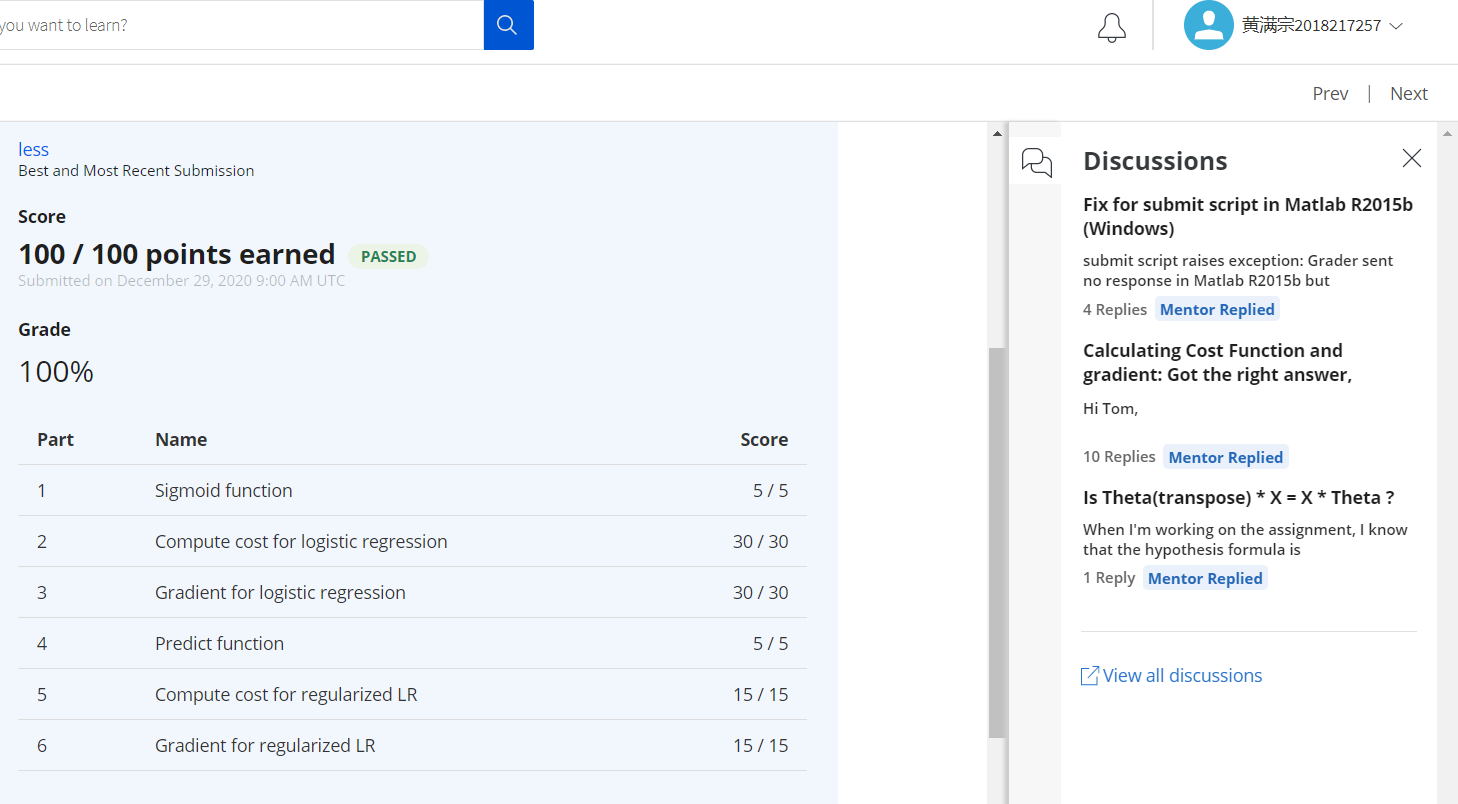 you want to learn?
黄满宗2018217257
Prev | Next
less
Best and Most Recent Submission
Score
100 / 100 points earned PASSED
Submitted on December 29, 2020 9:00 AM UTC
Grade
100%
Part Name Score
1 Sigmoid function 5 / 5
2 Compute cost for logistic regression 30 / 30
3 Gradient for logistic regression 30 / 30
4 Predict function 5 / 5
5 Compute cost for regularized LR 15 / 15
6 Gradient for regularized LR 15 / 15
Discussions
Fix for submit script in Matlab R2015b
(Windows)
submit script raises exception: Grader sent
no response in Matlab R2015b but
4 Replies Mentor Replied
Calculating Cost Function and
gradient: Got the right answer,
Hi Tom,
10 Replies Mentor Replied
Is Theta(transpose) * X = X * Theta ?
When I'm working on the assignment, I know
that the hypothesis formula is
1 Reply Mentor Replied
View all discussions